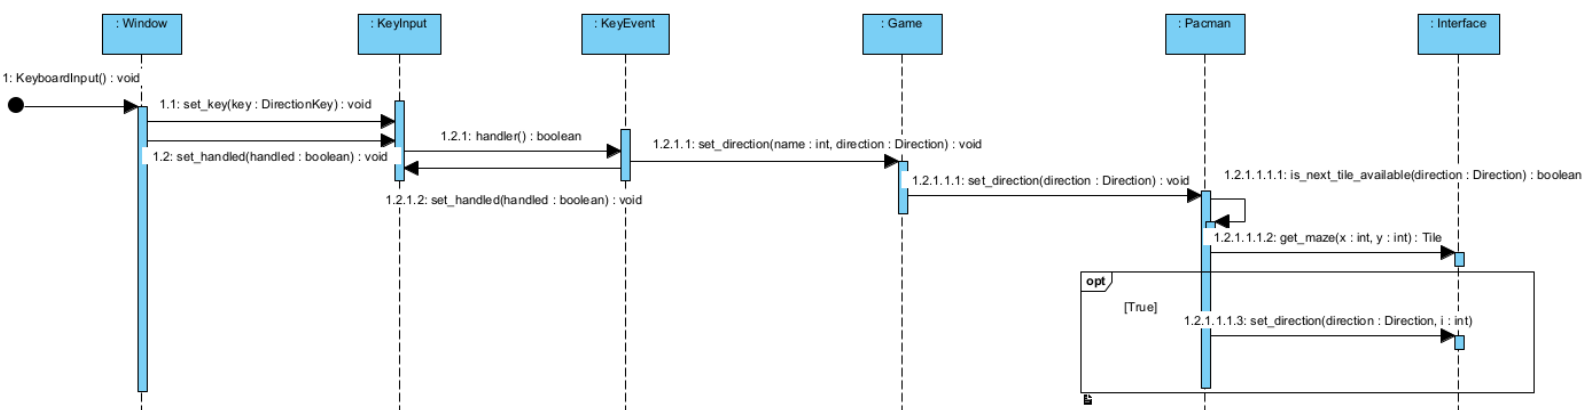 : Window
: KeyInput
: KeyEvent
: Game
: Pacman
: Interface
1: KeyboardInput() : void
1.1: set_key(key : DirectionKey) : void
1.2: set_handled(handled : boolean) : void
1.2.1: handler() : boolean
1.2.1.1: set_direction(name : int, direction : Direction) : void
1.2.1.2: set_handled(handled : boolean) : void
1.2.1.1.1: set_direction(direction : Direction) : void
1.2.1.1.1.1: is_next_tile_available(direction : Direction) : boolean
1.2.1.1.1.2: get_maze(x : int, y : int) : Tile
opt
[True]
1.2.1.1.1.3: set_direction(direction : Direction, i : int)